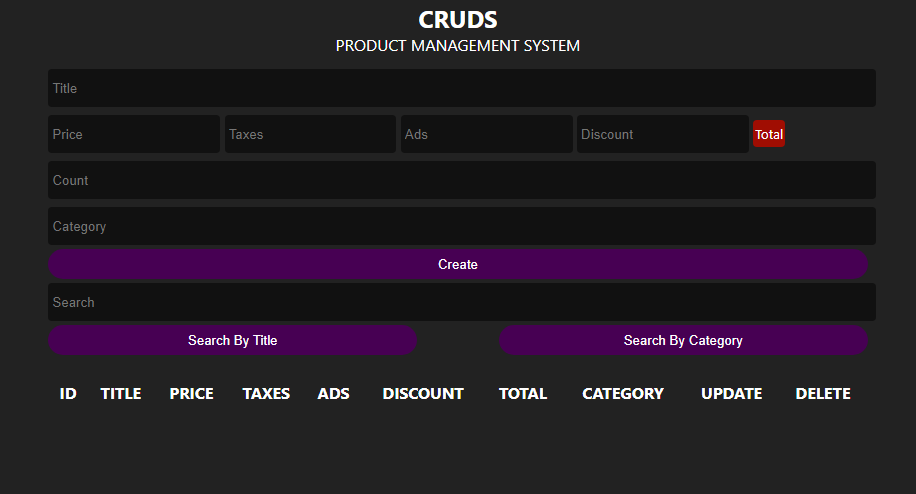 CRUDS
PRODUCT MANAGEMENT SYSTEM
Title
Price Taxes Ads Discount Total
Count
Category
Create
Search
Search By Title Search By Category
ID TITLE PRICE TAXES ADS DISCOUNT TOTAL CATEGORY UPDATE DELETE